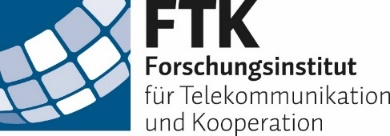 FTK
Forschungsinstitut
für Telekommunikation
und Kooperation